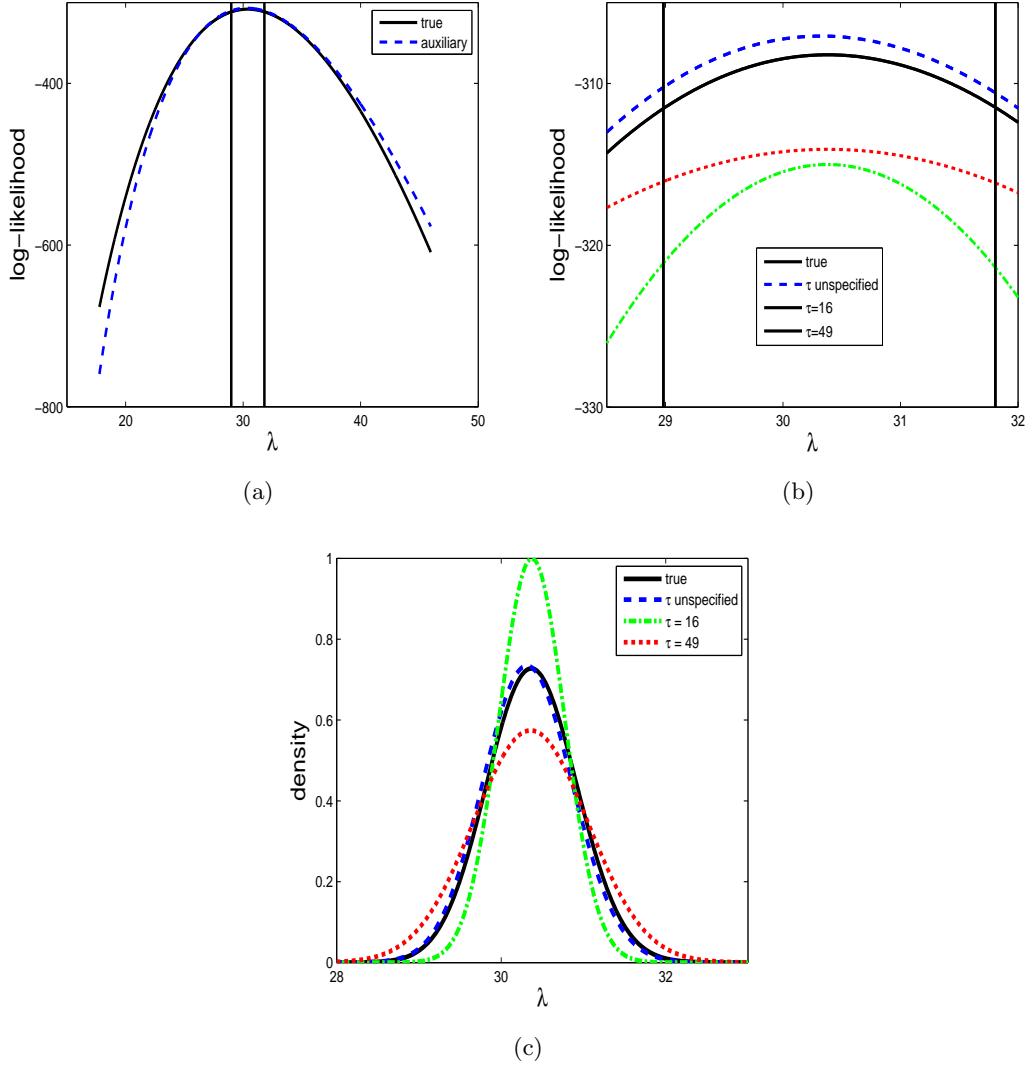 true
auxiliary
−400
−600
−800
20
30
40
50
log−likelihood
λ
(a)
−310
−320
−330
29
30
31
32
log−likelihood
λ
true
τ unspecified
τ=16
τ=49
(b)
1
0.8
0.6
0.4
0.2
0
28
30
32
density
λ
true
τ unspecified
τ = 16
τ = 49
(c)